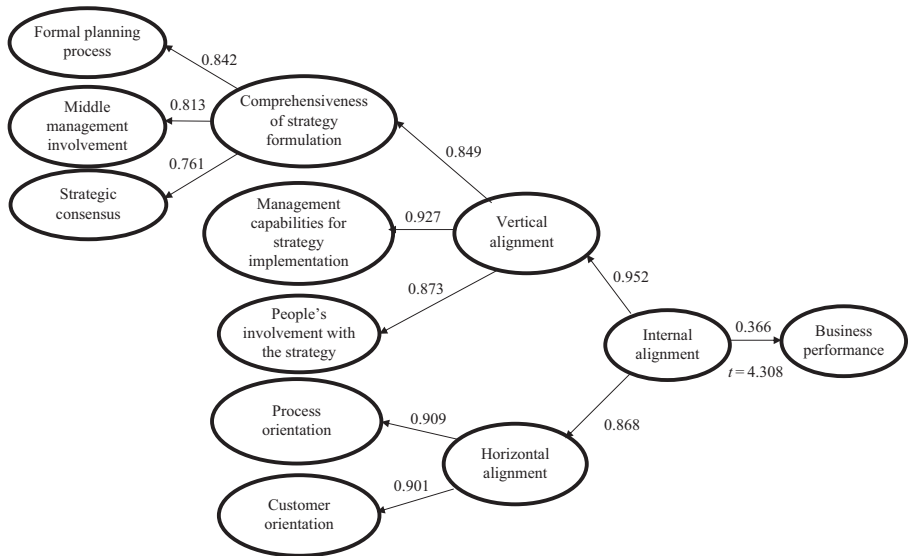 Formal planning
process
0.842
Middle
management
involvement
0.813
Comprehensiveness
of strategy
formulation
0.761
Strategic
consensus
0.849
Management
capabilities for
strategy
implementation
0.927
Vertical
alignment
0.873
0.952
People’s
involvement with
the strategy
Internal
alignment
0.366
t = 4.308
Business
performance
Process
orientation
0.909
0.868
Horizontal
alignment
0.901
Customer
orientation